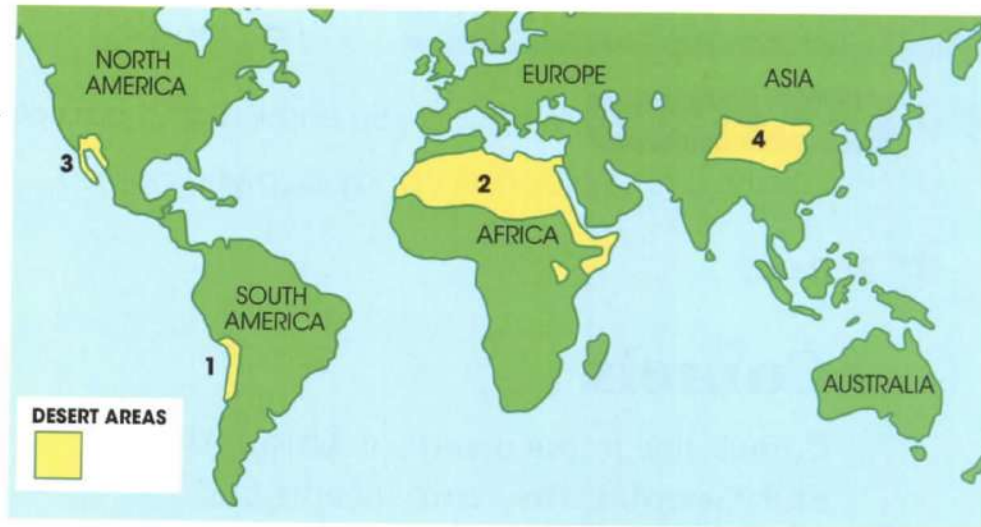 NORTH
AMERICA
EUROPE
ASIA
3
2
4
AFRICA
SOUTH
AMERICA
1
AUSTRALIA
DESERT AREAS